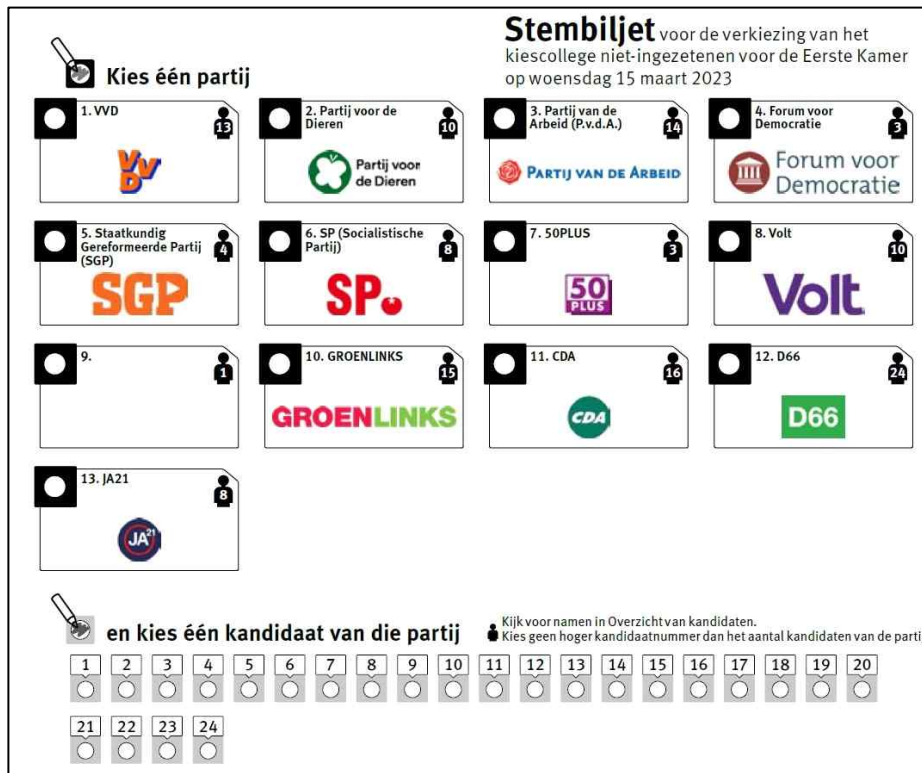 Stembiljet voor de verkiezing van het
kiescollege niet-ingezetenen voor de Eerste Kamer
op woensdag 15 maart 2023
Kies één partij
1. VVD
13
VVD
2. Partij voor de
Dieren
10
Partij voor
de Dieren
3. Partij van de
Arbeid (P.v.d.A.)
14
PARTIJ VAN DE ARBEID
4. Forum voor
Democratie
3
Forum voor
Democratie
5. Staatkundig
Gereformeerde Partij
(SGP)
4
SGP
6. SP (Socialistische
Partij)
8
SP.
7. 50PLUS
3
50
PLUS
8. Volt
10
Volt
9.
1
10. GROENLINKS
15
GROENLINKS
11. CDA
16
CDA
12. D66
24
D66
13. JA21
8
JA21
en kies één kandidaat van die partij
Kijk voor namen in Overzicht van kandidaten.
Kies geen hoger kandidaatnummer dan het aantal kandidaten van de parti
1 2 3 4 5 6 7 8 9 10 11 12 13 14 15 16 17 18 19 20
21 22 23 24